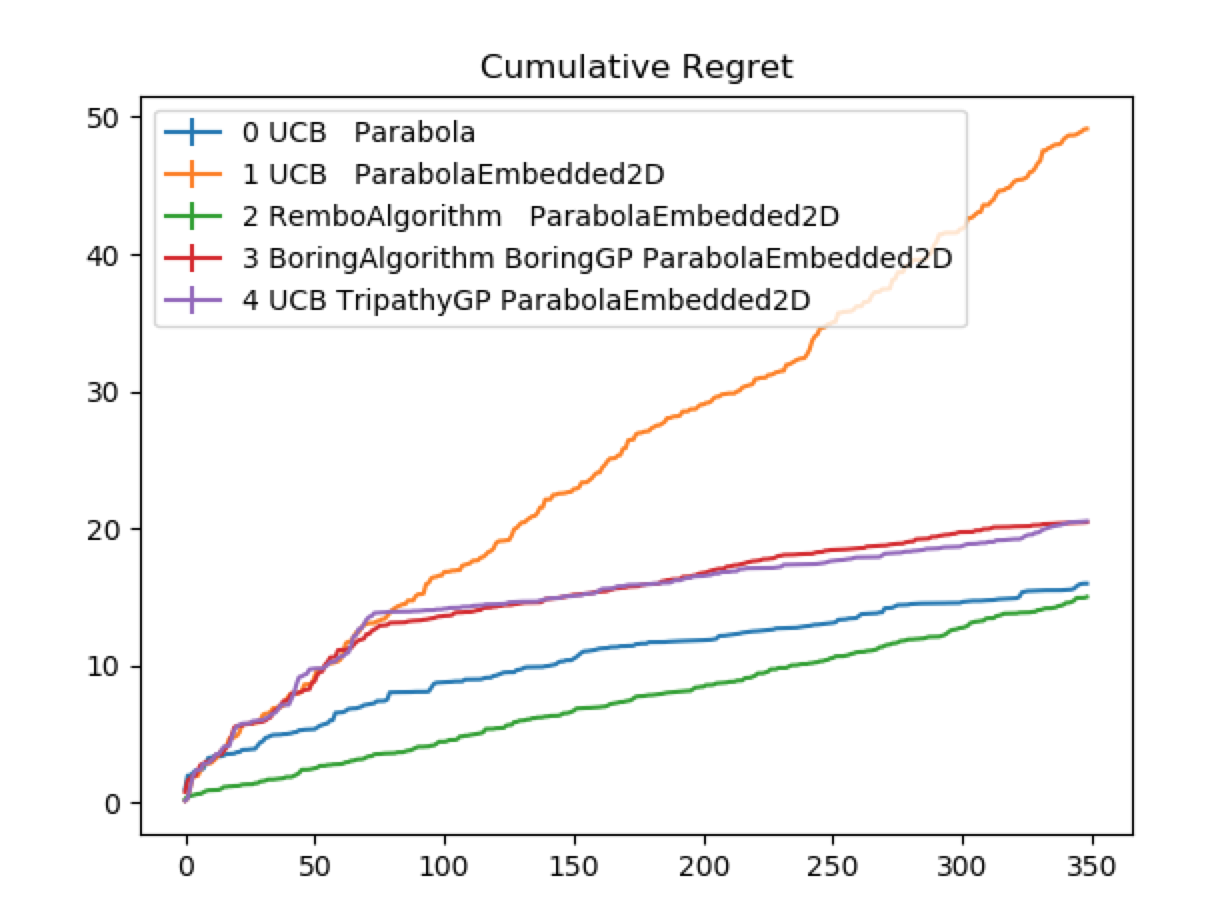 Cumulative Regret
50
40
30
20
10
0
0 UCB   Parabola
1 UCB   ParabolaEmbedded2D
2 RemboAlgorithm   ParabolaEmbedded2D
3 BoringAlgorithm BoringGP ParabolaEmbedded2D
4 UCB TripathyGP ParabolaEmbedded2D
0 50 100 150 200 250 300 350